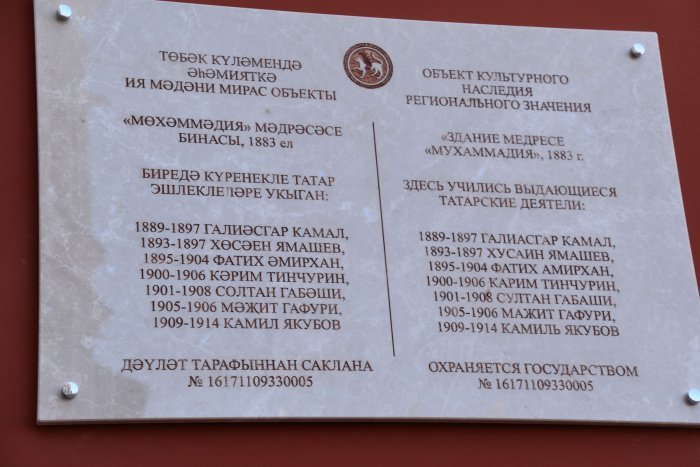 ТӨБӘК КҮЛӘМЕНДӘ
ӘҺӘМИЯТКӘ
ИЯ МӘДӘНИ МИРАС ОБЪЕКТЫ
«МӨХӘММӘДИЯ» МӘДРӘСӘСЕ
БИНАСЫ, 1883 ел
БИРЕДӘ КҮРЕНЕКЛЕ ТАТАР
ЭШЛЕКЛЕЛӘРЕ УКЫГАН:
1889-1897 ГАЛИӘСГАР КАМАЛ,
1893-1897 ХӨСӘЕН ЯМАШЕВ,
1895-1904 ФАТИХ ӘМИРХАН,
1900-1906 КӘРИМ ТИНЧУРИН,
1901-1908 СОЛТАН ГАБӘШИ,
1905-1906 МӘҖИТ ГАФУРИ,
1909-1914 КАМИЛ ЯКУБОВ
ДӘҮЛӘТ ТАРАФЫННАН САКЛАНА
№ 16171109330005
ОБЪЕКТ КУЛЬТУРНОГО
НАСЛЕДИЯ
РЕГИОНАЛЬНОГО ЗНАЧЕНИЯ
«ЗДАНИЕ МЕДРЕСЕ
«МУХАММАДИЯ», 1883 г.
ЗДЕСЬ УЧИЛИСЬ ВЫДАЮЩИЕСЯ
ТАТАРСКИЕ ДЕЯТЕЛИ:
1889-1897 ГАЛИАСГАР КАМАЛ,
1893-1897 ХУСАИН ЯМАШЕВ,
1895-1904 ФАТИХ АМИРХАН,
1900-1906 КАРИМ ТИНЧУРИН,
1901-1908 СУЛТАН ГАБАШИ,
1905-1906 МАЖИТ ГАФУРИ,
1909-1914 КАМИЛЬ ЯКУБОВ
ОХРАНЯЕТСЯ ГОСУДАРСТВОМ
№ 16171109330005